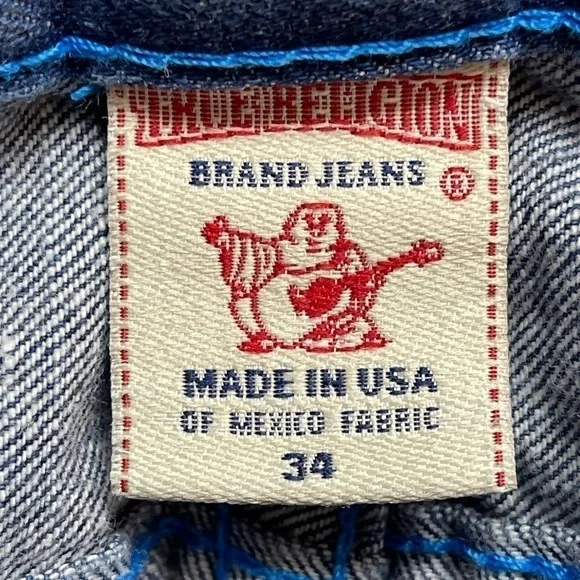 TRUE RELIGION
BRAND JEANS ®
MADE IN USA
OF MEXICO FABRIC
34